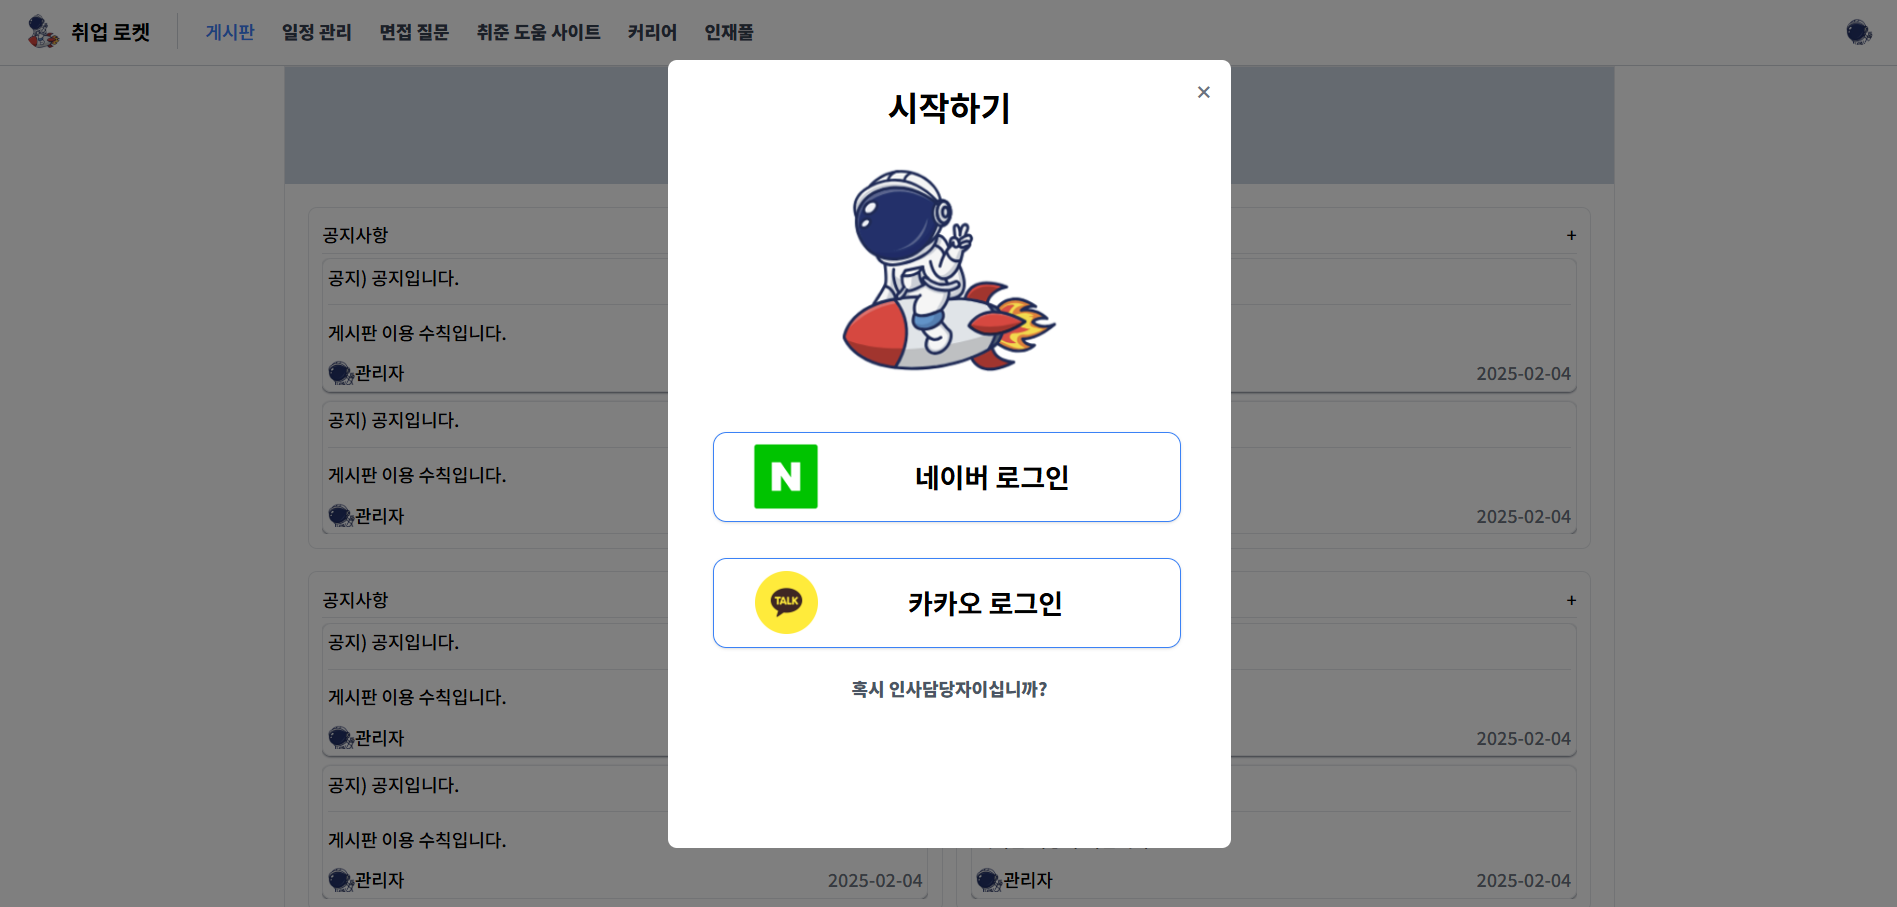 취업 로켓
게시판 일정 관리 면접 질문 취준 도움 사이트 커리어 인재풀
시작하기
×
N 네이버 로그인
TALK 카카오 로그인
혹시 인사담당자이십니까?
공지사항 +
공지) 공지입니다.
게시판 이용 수칙입니다.
관리자 2025-02-04
공지) 공지입니다.
게시판 이용 수칙입니다.
관리자 2025-02-04
공지사항 +
공지) 공지입니다.
게시판 이용 수칙입니다.
관리자 2025-02-04
공지) 공지입니다.
게시판 이용 수칙입니다.
관리자 2025-02-04
관리자 2025-02-04